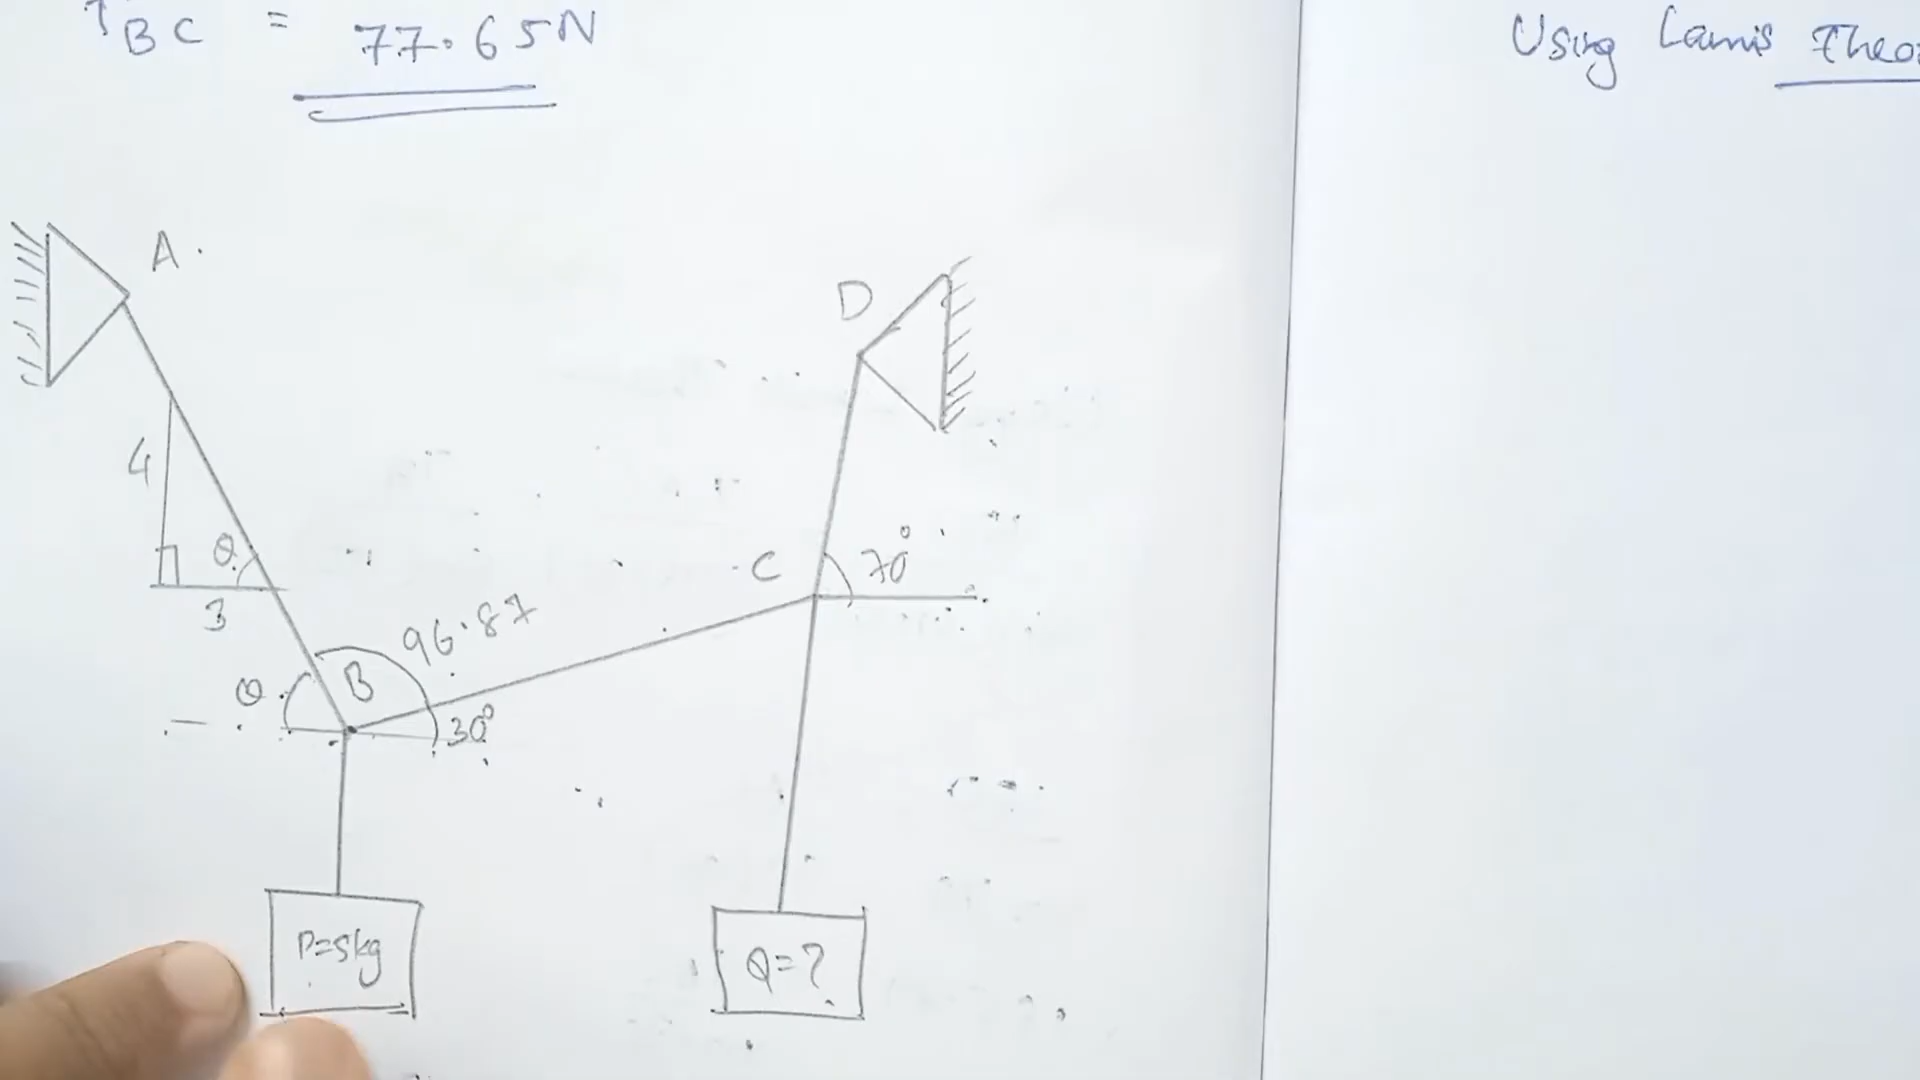 TBC = 77.65N
Using Lamis Theo
A.
D
4
θ
3
C
70°
96.87
θ
B
30°
P=5kg
Q=?